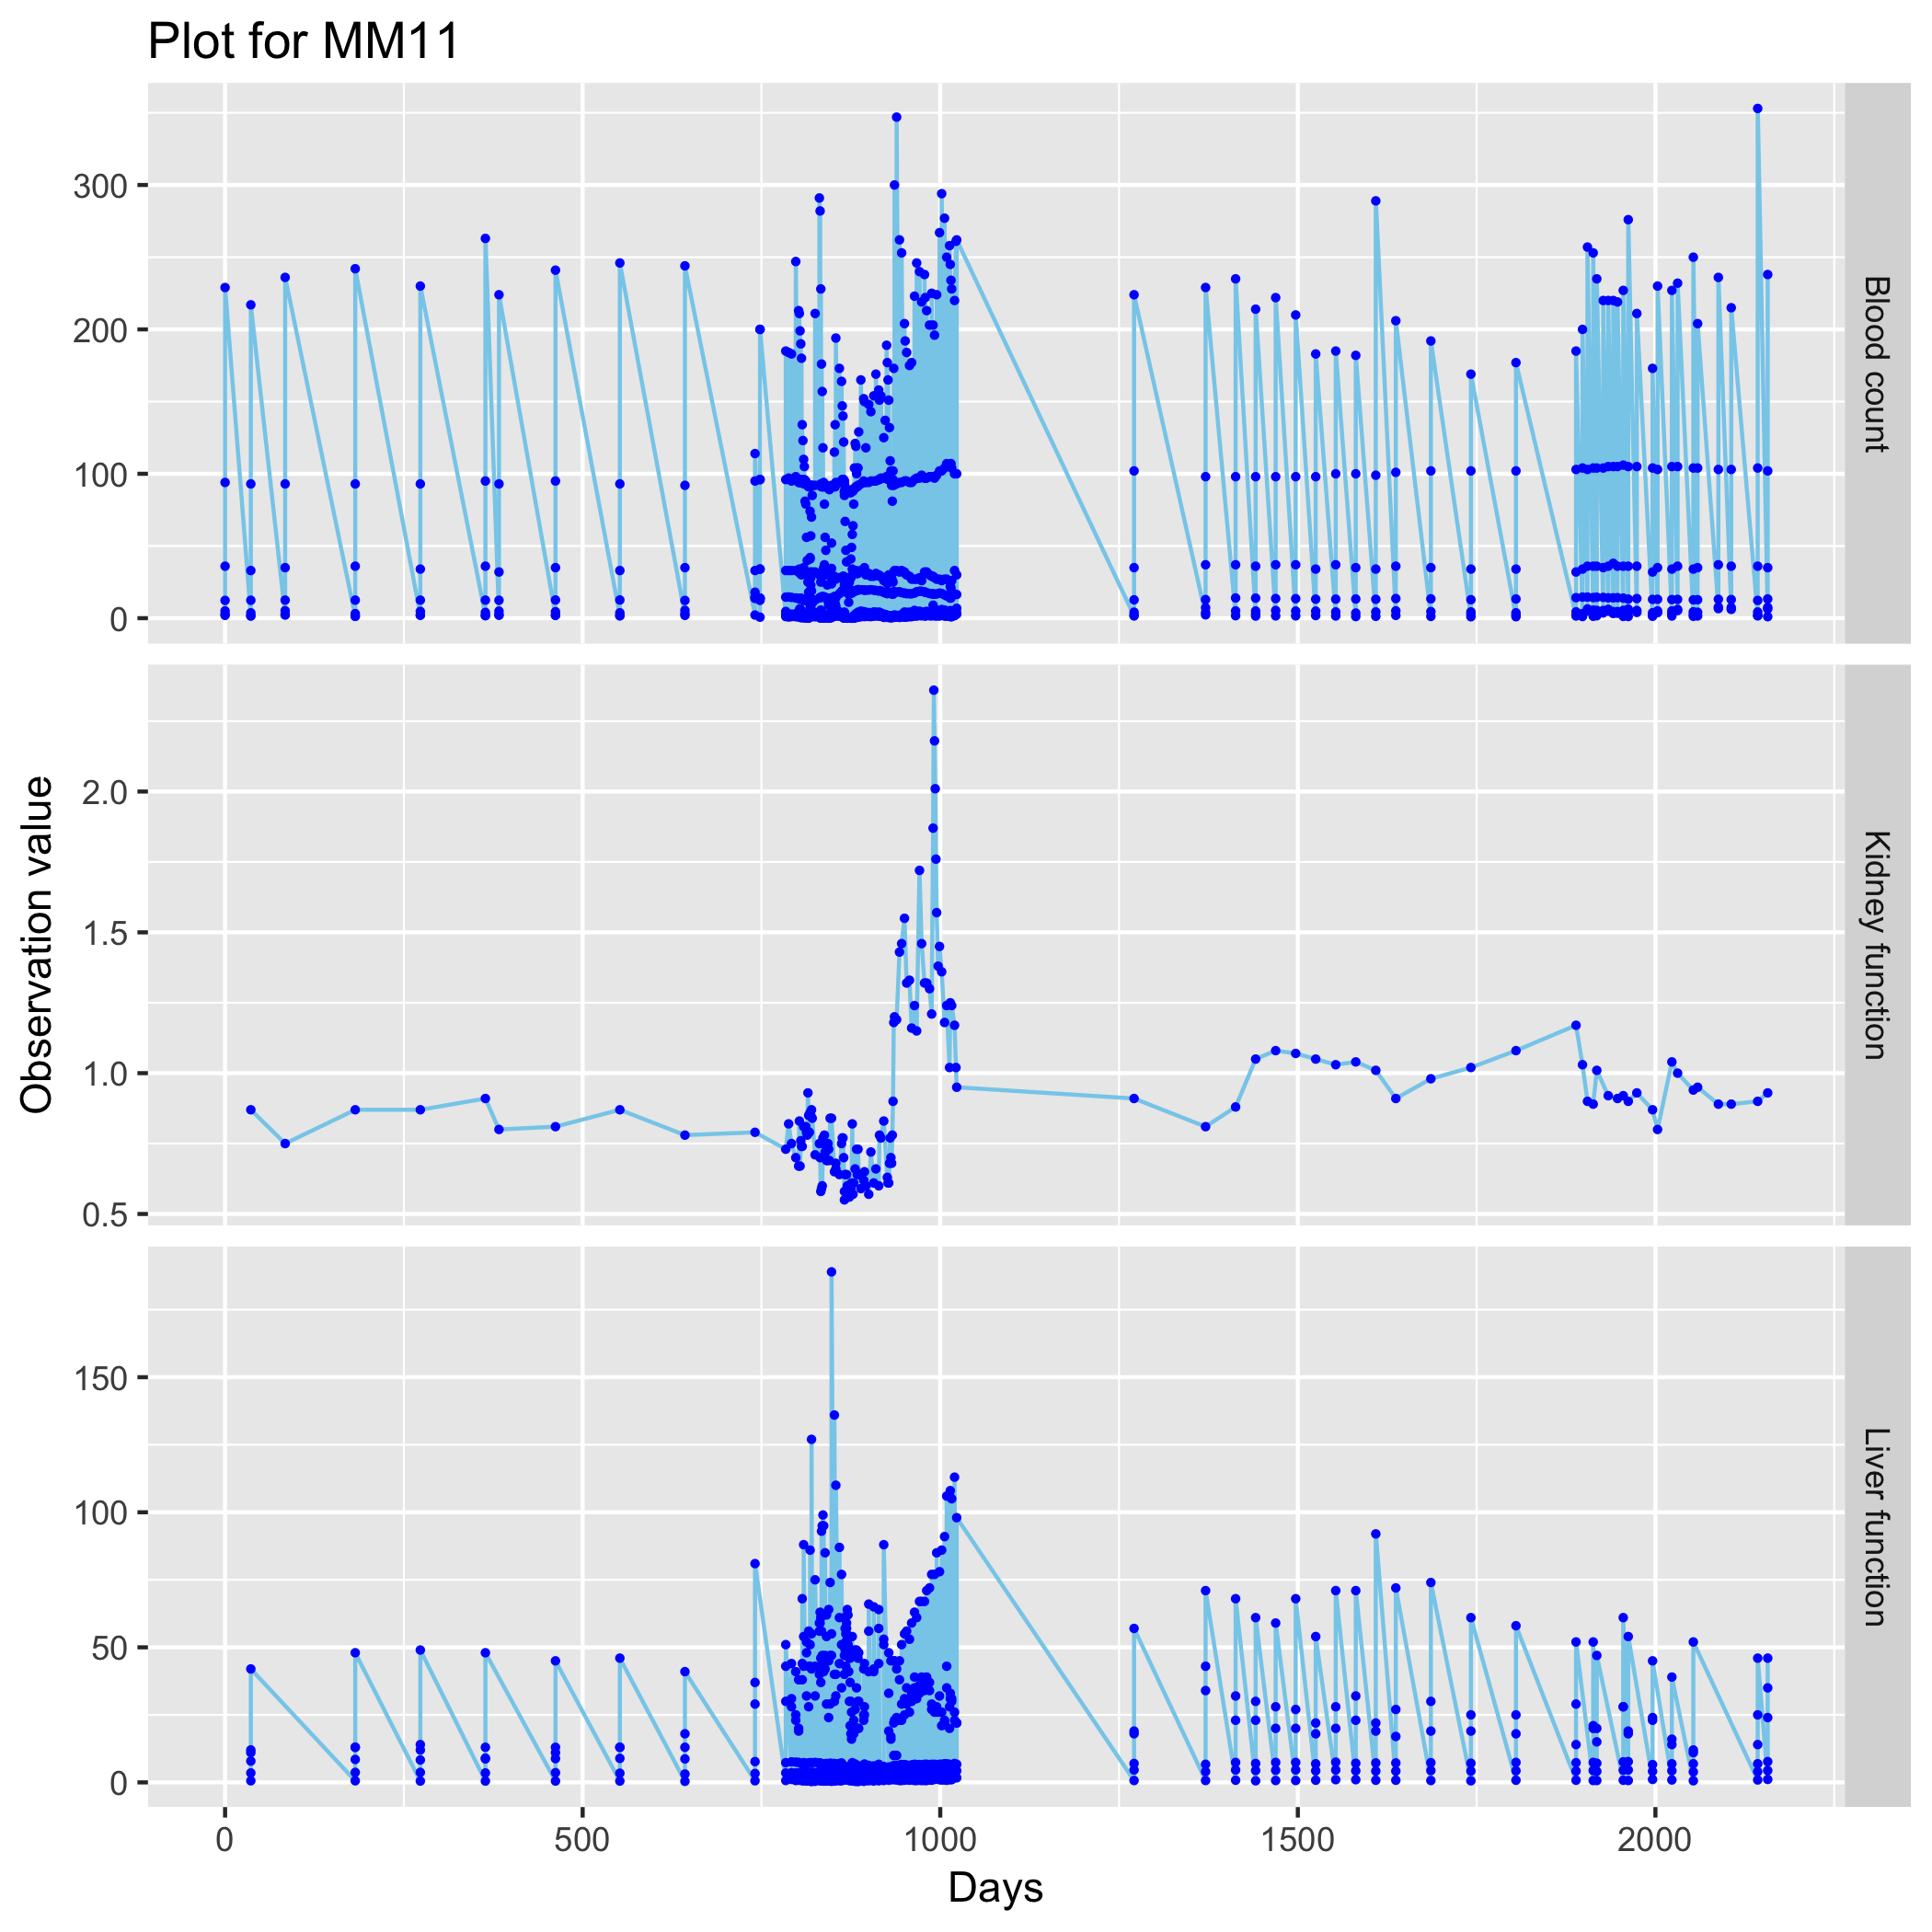 Plot for MM11
300
200
100
0
Blood count
Observation value
2.0
1.5
1.0
0.5
Kidney function
150
100
50
0
Liver function
0 500 1000 1500 2000
Days